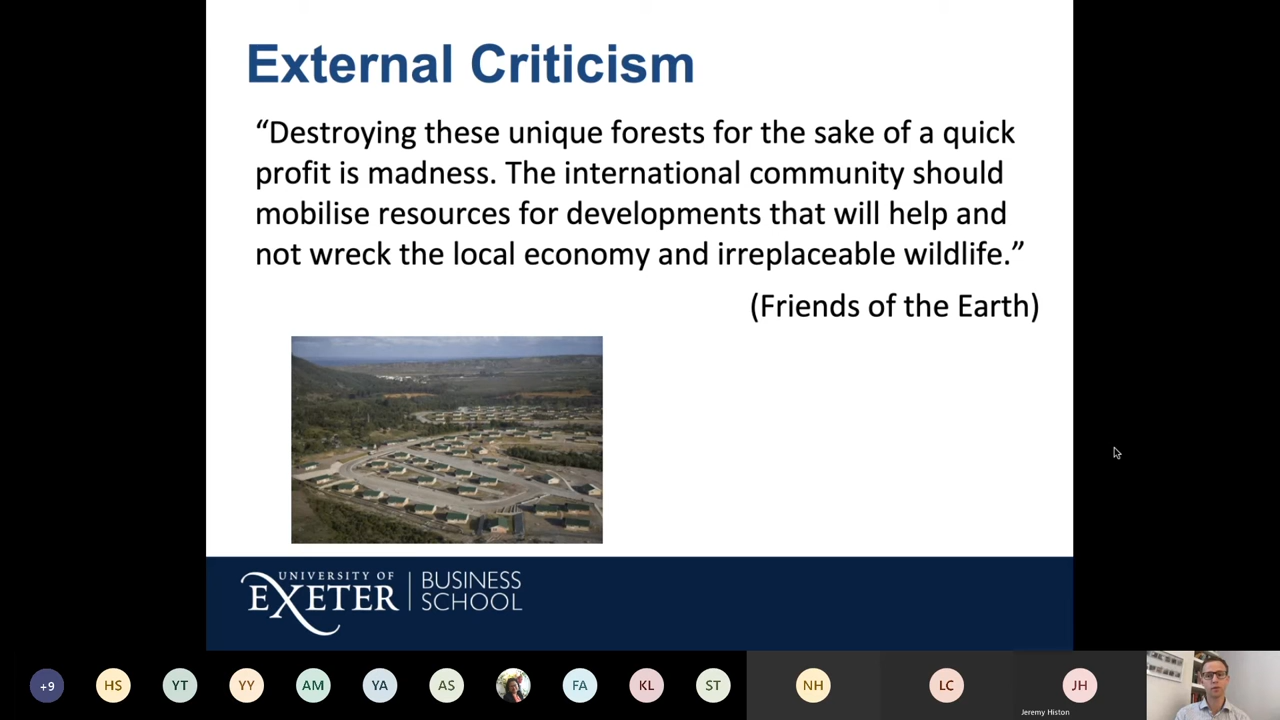 External Criticism
“Destroying these unique forests for the sake of a quick
profit is madness. The international community should
mobilise resources for developments that will help and
not wreck the local economy and irreplaceable wildlife.”
(Friends of the Earth)
UNIVERSITY OF
EXETER
BUSINESS
SCHOOL
+9
HS
YT
YY
AM
YA
AS
FA
KL
ST
NH
LC
JH
Jeremy Histon